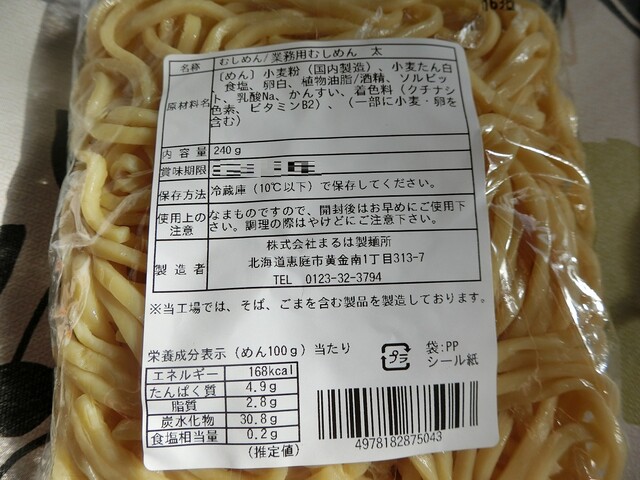 名称 むしめん/業務用むしめん 太
原材料名
〔めん〕小麦粉（国内製造）、小麦たん白
食塩、卵白、植物油脂/酒精、ソルビッ
ト、乳酸Na、かんすい、着色料（クチナシ
色素、ビタミンB2）、（一部に小麦・卵を
含む）
内容量 240g
賞味期限
保存方法 冷蔵庫（10℃以下）で保存してください。
使用上の
注意
なまものですので、開封後はお早めにご使用下
さい。調理の際はやけどにご注意下さい。
製造者
株式会社まるは製麺所
北海道恵庭市黄金南1丁目313-7
TEL 0123-32-3794
※当工場では、そば、ごまを含む製品を製造しております。
栄養成分表示（めん100g）当たり
エネルギー 168kcal
たんぱく質 4.9g
脂質 2.8g
炭水化物 30.8g
食塩相当量 0.2g
（推定値）
プラ
袋:PP
シール紙
4978182875043